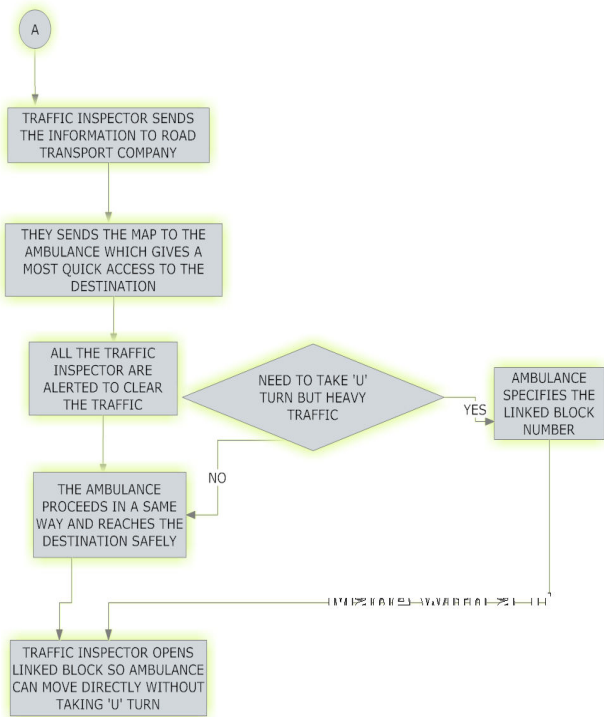 A
TRAFFIC INSPECTOR SENDS
THE INFORMATION TO ROAD
TRANSPORT COMPANY
THEY SENDS THE MAP TO THE
AMBULANCE WHICH GIVES A
MOST QUICK ACCESS TO THE
DESTINATION
ALL THE TRAFFIC
INSPECTOR ARE
ALERTED TO CLEAR
THE TRAFFIC
NEED TO TAKE 'U'
TURN BUT HEAVY
TRAFFIC
YES
AMBULANCE
SPECIFIES THE
LINKED BLOCK
NUMBER
NO
THE AMBULANCE
PROCEEDS IN A SAME
WAY AND REACHES THE
DESTINATION SAFELY
TRAFFIC INSPECTOR OPENS
LINKED BLOCK SO AMBULANCE
CAN MOVE DIRECTLY WITHOUT
TAKING 'U' TURN